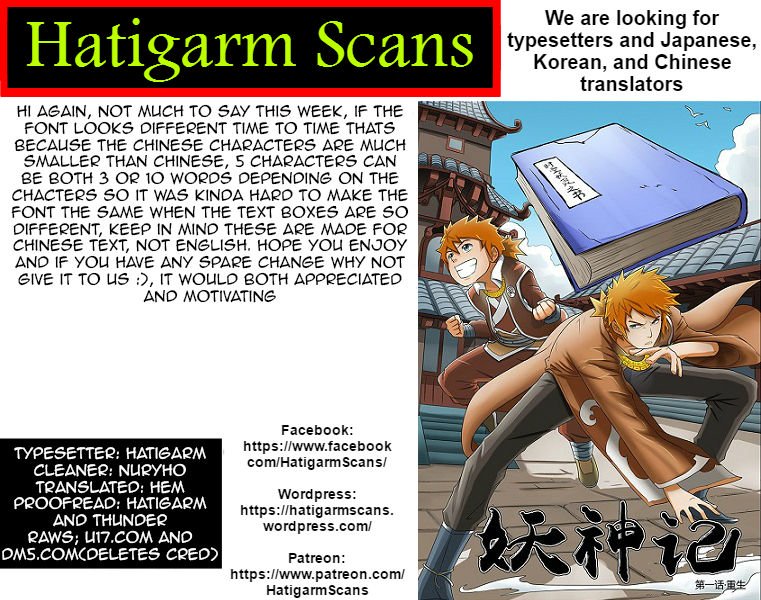 Hatigarm Scans
We are looking for
typesetters and Japanese,
Korean, and Chinese
translators
HI AGAIN, NOT MUCH TO SAY THIS WEEK, IF THE
FONT LOOKS DIFFERENT TIME TO TIME THATS
BECAUSE THE CHINESE CHARACTERS ARE MUCH
SMALLER THAN CHINESE, 5 CHARACTERS CAN
BE BOTH 3 OR 10 WORDS DEPENDING ON THE
CHACTERS SO IT WAS KINDA HARD TO MAKE THE
FONT THE SAME WHEN THE TEXT BOXES ARE SO
DIFFERENT, KEEP IN MIND THESE ARE MADE FOR
CHINESE TEXT, NOT ENGLISH. HOPE YOU ENJOY
AND IF YOU HAVE ANY SPARE CHANGE WHY NOT
GIVE IT TO US :), IT WOULD BOTH APPRECIATED
AND MOTIVATING
TYPESETTER: HATIGARM
CLEANER: NURYHO
TRANSLATED: HEM
PROOFREAD: HATIGARM
AND THUNDER
RAWS; U17.COM AND
DM5.COM(DELETES CRED)
Facebook:
https://www.facebook
com/HatigarmScans/
Wordpress:
https://hatigarmscans.
wordpress.com/
Patreon:
https://www.patreon.com/
HatigarmScans
妖神记
第一话·重生